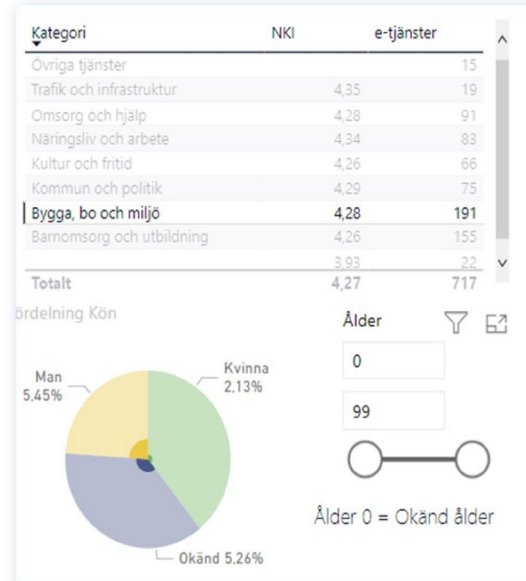 Kategori NKI e-tjänster
Övriga tjänster 15
Trafik och infrastruktur 4,35 19
Omsorg och hjälp 4,28 91
Näringsliv och arbete 4,34 83
Kultur och fritid 4,26 66
Kommun och politik 4,29 75
Bygga, bo och miljö 4,28 191
Barnomsorg och utbildning 4,26 155
3,93 22
Totalt 4,27 717
ördelning Kön
Ålder
0
99
Man
5,45%
Kvinna
2,13%
Okänd 5,26%
Ålder 0 = Okänd ålder